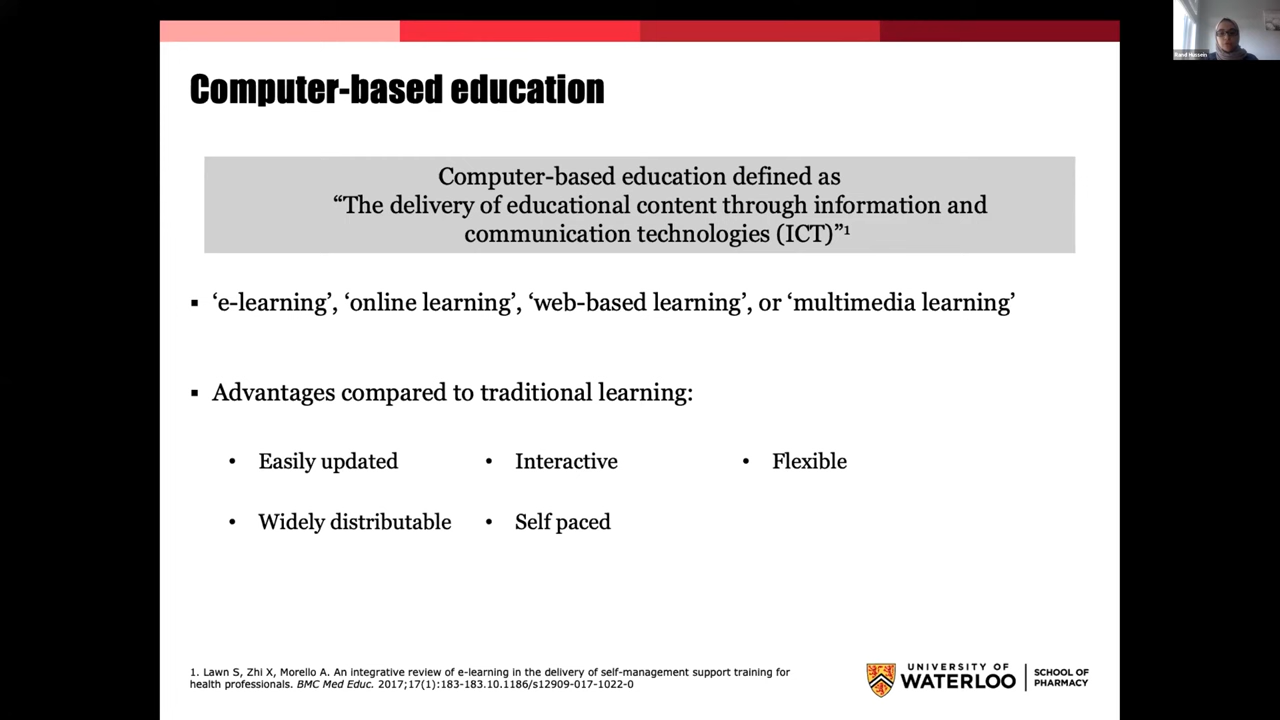 Computer-based education
Computer-based education defined as
“The delivery of educational content through information and
communication technologies (ICT)”¹
▪ ‘e-learning’, ‘online learning’, ‘web-based learning’, or ‘multimedia learning’
▪ Advantages compared to traditional learning:
• Easily updated • Interactive • Flexible
• Widely distributable • Self paced
1. Lawn S, Zhi X, Morello A. An integrative review of e-learning in the delivery of self-management support training for
health professionals. BMC Med Educ. 2017;17(1):183-183.10.1186/s12909-017-1022-0
UNIVERSITY OF
WATERLOO
SCHOOL OF
PHARMACY
Rand Hussein